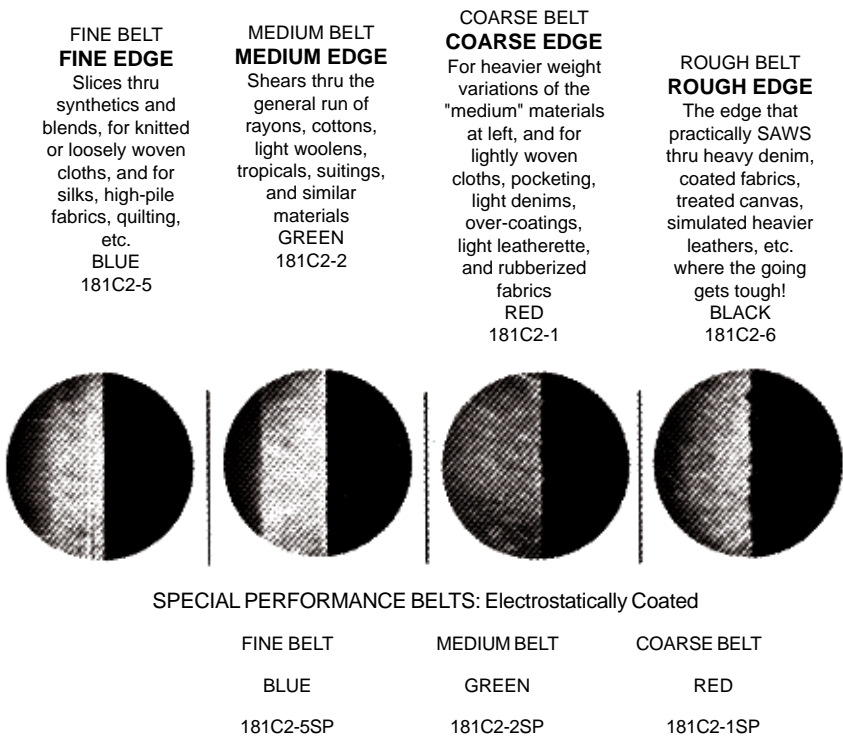 FINE BELT
FINE EDGE
Slices thru
synthetics and
blends, for knitted
or loosely woven
cloths, and for
silks, high-pile
fabrics, quilting,
etc.
BLUE
181C2-5
MEDIUM BELT
MEDIUM EDGE
Shears thru the
general run of
rayons, cottons,
light woolens,
tropicals, suitings,
and similar
materials
GREEN
181C2-2
COARSE BELT
COARSE EDGE
For heavier weight
variations of the
"medium" materials
at left, and for
lightly woven
cloths, pocketing,
light denims,
over-coatings,
light leatherette,
and rubberized
fabrics
RED
181C2-1
ROUGH BELT
ROUGH EDGE
The edge that
practically SAWS
thru heavy denim,
coated fabrics,
treated canvas,
simulated heavier
leathers, etc.
where the going
gets tough!
BLACK
181C2-6
SPECIAL PERFORMANCE BELTS: Electrostatically Coated
FINE BELT MEDIUM BELT COARSE BELT
BLUE GREEN RED
181C2-5SP 181C2-2SP 181C2-1SP